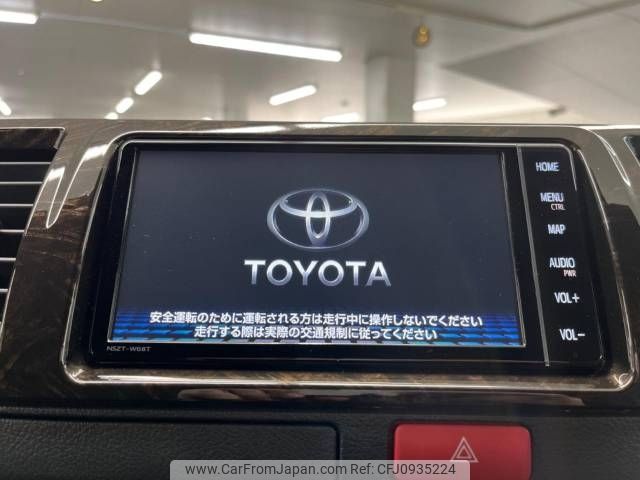 HOME
MENU
CTRL
MAP
AUDIO
PWR
VOL+
VOL−
TOYOTA
安全運転のために運転される方は走行中に操作しないでください
走行する際は実際の交通規制に従ってください
NSZT-W68T
www.CarFromJapan.com ID:FJ0935224